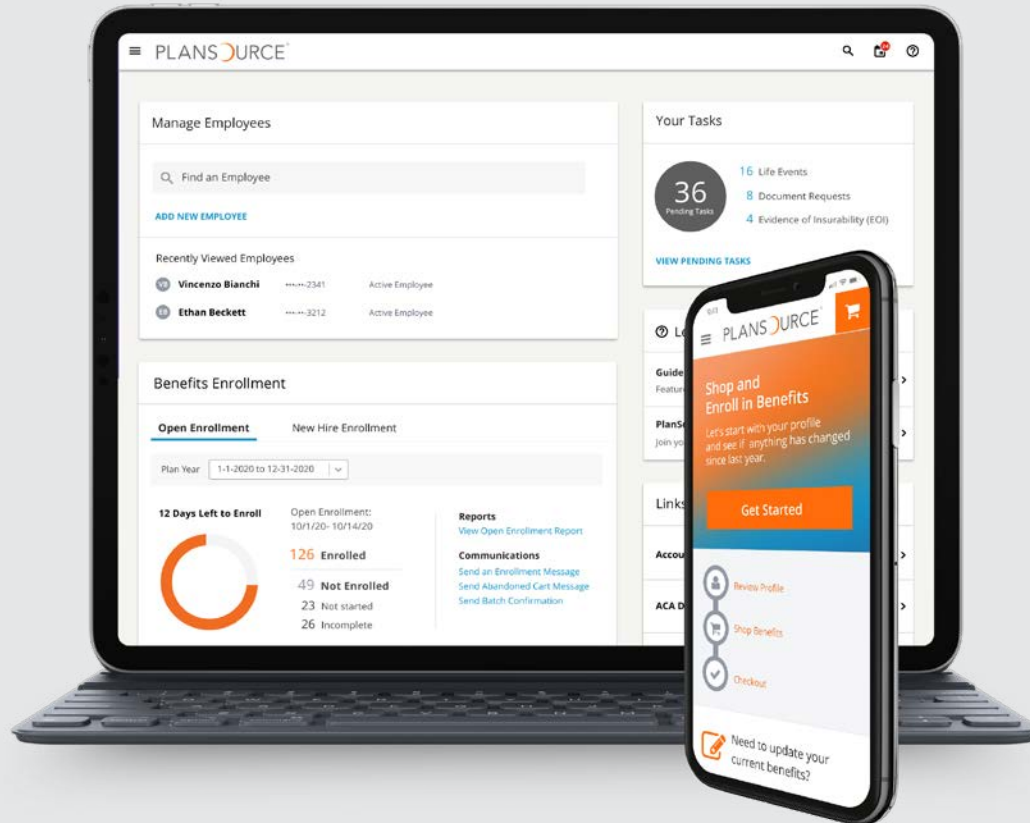 PLANSOURCE
Manage Employees
Find an Employee
ADD NEW EMPLOYEE
Recently Viewed Employees
VB Vincenzo Bianchi •••-••-2341 Active Employee
EB Ethan Beckett •••-••-3212 Active Employee
Benefits Enrollment
Open Enrollment New Hire Enrollment
Plan Year 1-1-2020 to 12-31-2020
12 Days Left to Enroll
Open Enrollment:
10/1/20- 10/14/20
126 Enrolled
49 Not Enrolled
23 Not started
26 Incomplete
Reports
View Open Enrollment Report
Communications
Send an Enrollment Message
Send Abandoned Cart Message
Send Batch Confirmation
Your Tasks
36
Pending Tasks
16 Life Events
8 Document Requests
4 Evidence of Insurability (EOI)
VIEW PENDING TASKS
Guide
Featur
PlanSo
Join yo
Links
Accou
ACA D
PLANSOURCE
Shop and
Enroll in Benefits
Let's start with your profile
and see if anything has changed
since last year.
Get Started
Review Profile
Shop Benefits
Checkout
Need to update your
current benefits?